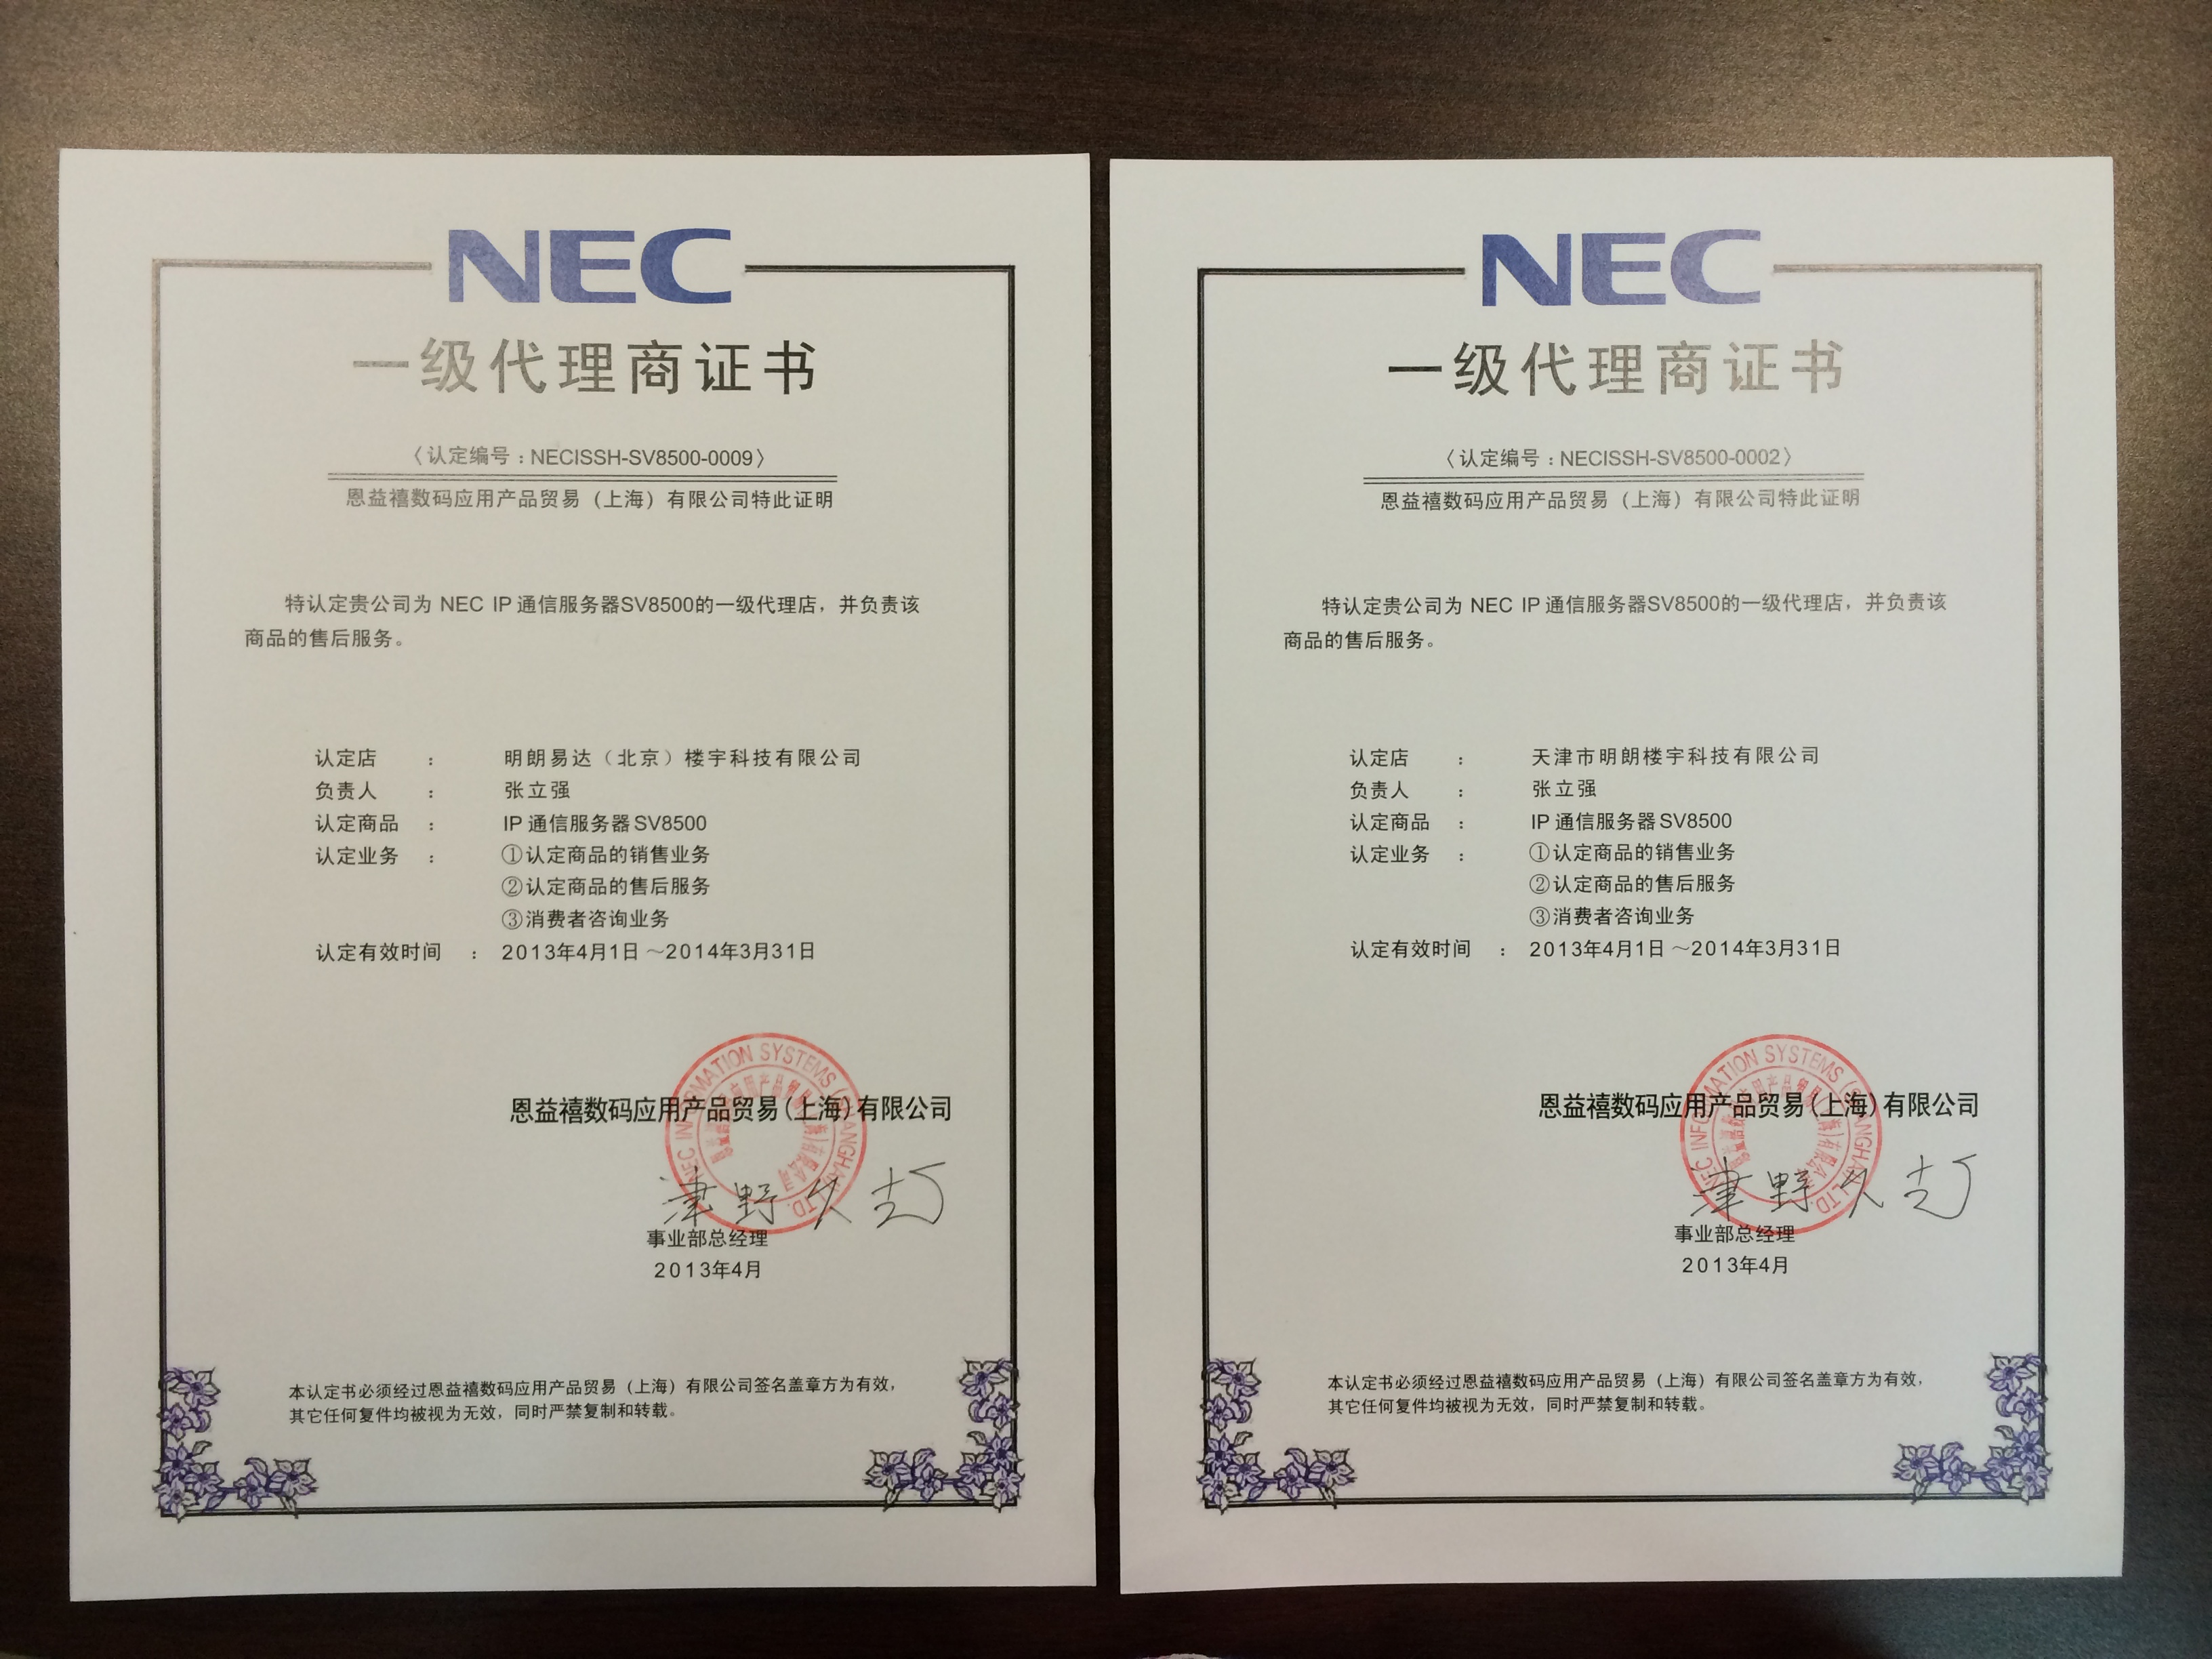 NEC
一级代理商证书
〈认定编号：NECISSH-SV8500-0009〉
恩益禧数码应用产品贸易（上海）有限公司特此证明
特认定贵公司为 NEC IP 通信服务器SV8500的一级代理店，并负责该
商品的售后服务。
认定店 ： 明朗易达（北京）楼宇科技有限公司
负责人 ： 张立强
认定商品 ： IP 通信服务器SV8500
认定业务 ： ①认定商品的销售业务
②认定商品的售后服务
③消费者咨询业务
认定有效时间 ： 2013年4月1日 ～2014年3月31日
恩益禧数码应用产品贸易(上海)有限公司
NEC INFORMATION SYSTEMS (SHANGHAI) LTD.
津野久志
事业部总经理
2013年4月
本认定书必须经过恩益禧数码应用产品贸易（上海）有限公司签名盖章方为有效，
其它任何复件均被视为无效，同时严禁复制和转载。
NEC
一级代理商证书
〈认定编号：NECISSH-SV8500-0002〉
恩益禧数码应用产品贸易（上海）有限公司特此证明
特认定贵公司为 NEC IP 通信服务器SV8500的一级代理店，并负责该
商品的售后服务。
认定店 ： 天津市明朗楼宇科技有限公司
负责人 ： 张立强
认定商品 ： IP 通信服务器SV8500
认定业务 ： ①认定商品的销售业务
②认定商品的售后服务
③消费者咨询业务
认定有效时间 ： 2013年4月1日 ～2014年3月31日
恩益禧数码应用产品贸易(上海)有限公司
NEC INFORMATION SYSTEMS (SHANGHAI) LTD.
津野久志
事业部总经理
2013年4月
本认定书必须经过恩益禧数码应用产品贸易（上海）有限公司签名盖章方为有效，
其它任何复件均被视为无效，同时严禁复制和转载。